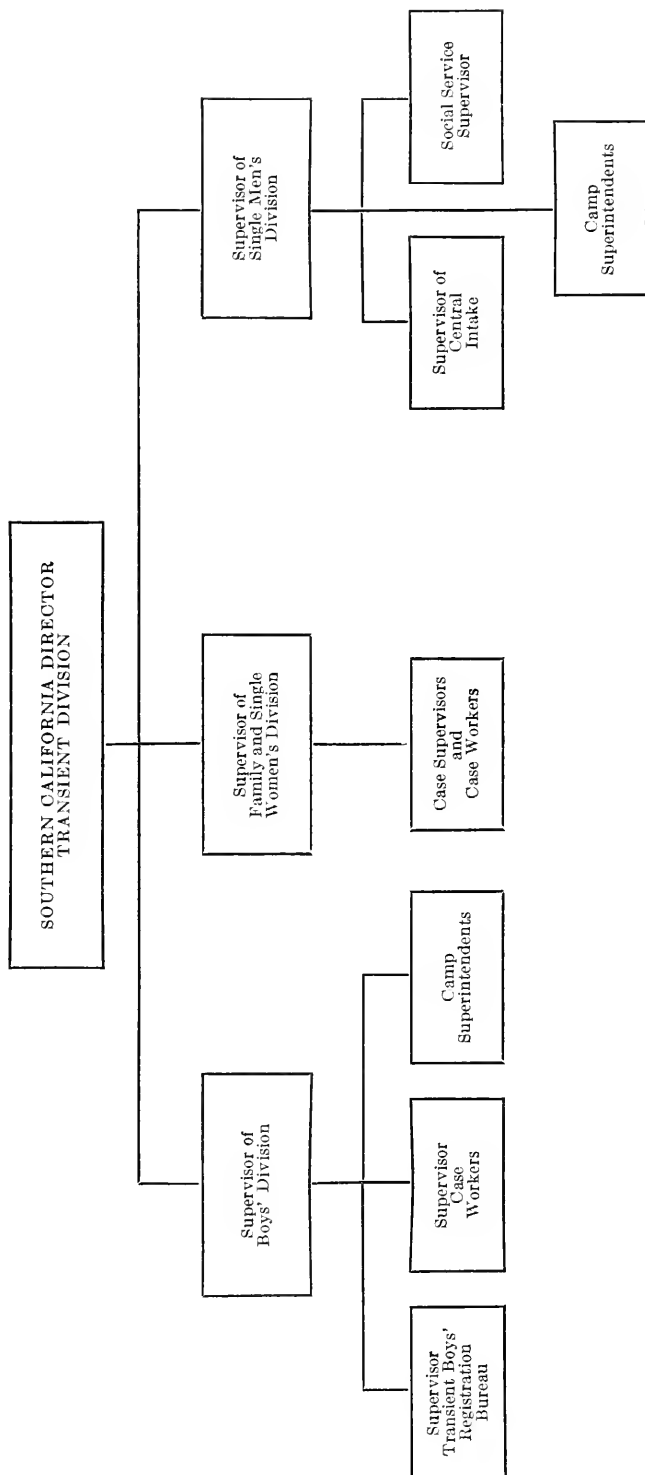 SOUTHERN CALIFORNIA DIRECTOR
TRANSIENT DIVISION
Supervisor of
Boys' Division
Supervisor of
Family and Single
Women's Division
Supervisor of
Single Men's
Division
Supervisor
Transient Boys'
Registration
Bureau
Supervisor
Case
Workers
Camp
Superintendents
Case Supervisors
and
Case Workers
Supervisor of
Central
Intake
Social Service
Supervisor
Camp
Superintendents